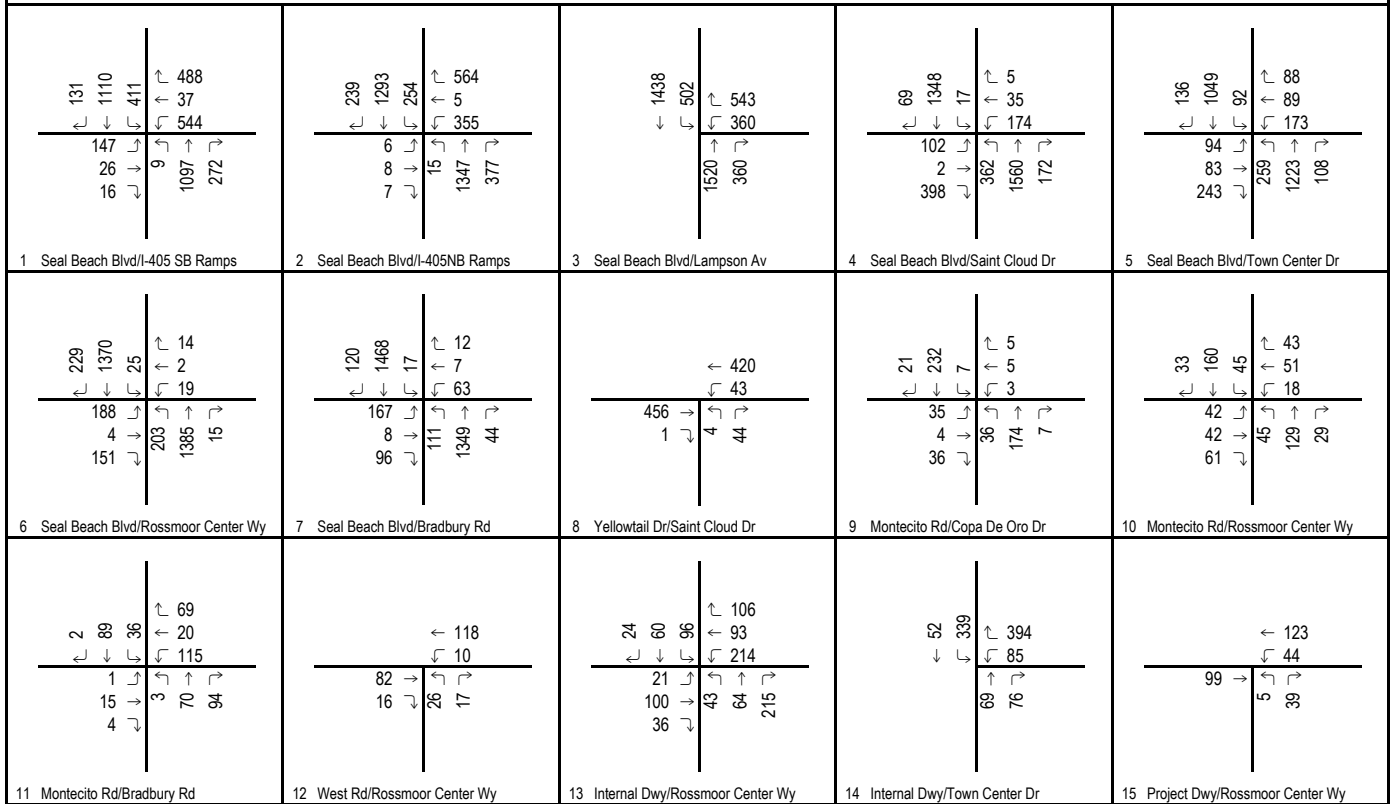 131 1110 411
488
37
544
147
26
16
9 1097 272
1 Seal Beach Blvd/I-405 SB Ramps
239 1293 254
564
5
355
6
8
7
15 1347 377
2 Seal Beach Blvd/I-405NB Ramps
1438 502
543
360
1520 360
3 Seal Beach Blvd/Lampson Av
69 1348 17
5
35
174
102
2
398
362 1560 172
4 Seal Beach Blvd/Saint Cloud Dr
136 1049 92
88
89
173
94
83
243
259 1223 108
5 Seal Beach Blvd/Town Center Dr
229 1370 25
14
2
19
188
4
151
203 1385 15
6 Seal Beach Blvd/Rossmoor Center Wy
120 1468 17
12
7
63
167
8
96
111 1349 44
7 Seal Beach Blvd/Bradbury Rd
420
43
456
1
4 44
8 Yellowtail Dr/Saint Cloud Dr
21 232 7
5
5
3
35
4
36
36 174 7
9 Montecito Rd/Copa De Oro Dr
33 160 45
43
51
18
42
42
61
45 129 29
10 Montecito Rd/Rossmoor Center Wy
2 89 36
69
20
115
1
15
4
3 70 94
11 Montecito Rd/Bradbury Rd
118
10
82
16
26 17
12 West Rd/Rossmoor Center Wy
24 60 96
106
93
214
21
100
36
43 64 215
13 Internal Dwy/Rossmoor Center Wy
52 339
394
85
69 76
14 Internal Dwy/Town Center Dr
123
44
99
5 39
15 Project Dwy/Rossmoor Center Wy